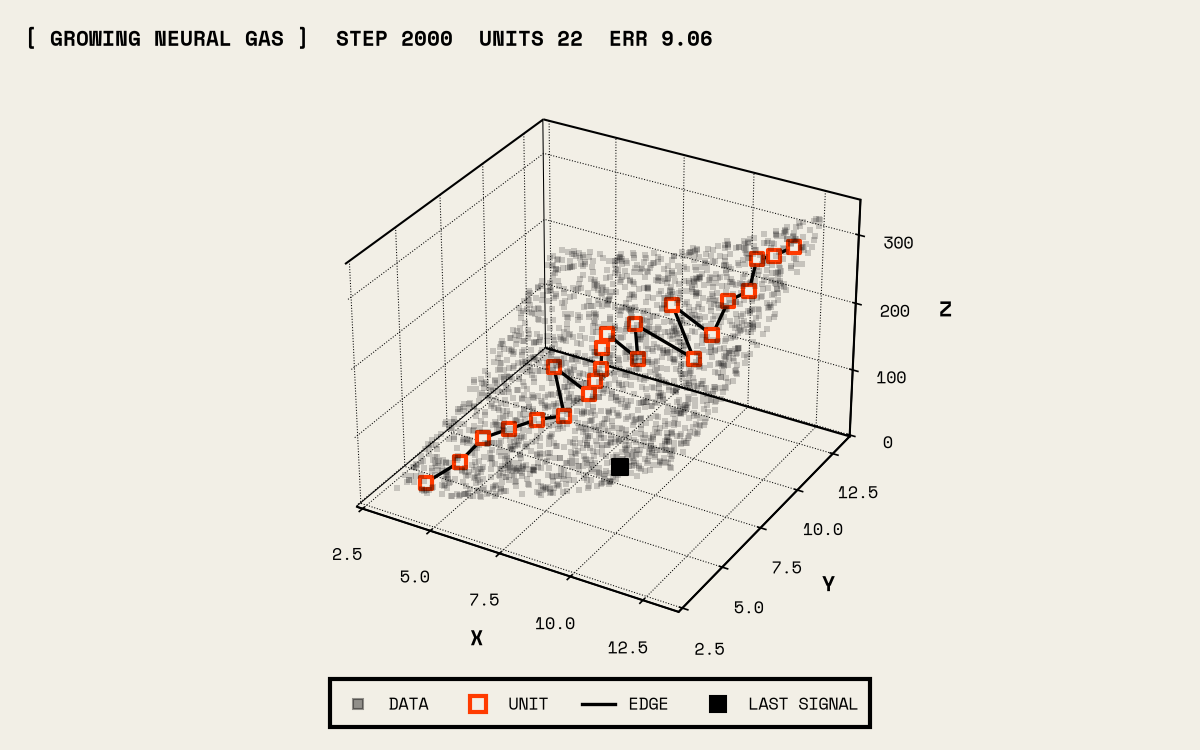 [ GROWING NEURAL GAS ]  STEP 2000  UNITS 22  ERR 9.06
300
200
Z
100
0
12.5
10.0
7.5
Y
5.0
2.5
2.5
5.0
7.5
10.0
12.5
X
DATA  UNIT  EDGE  LAST SIGNAL